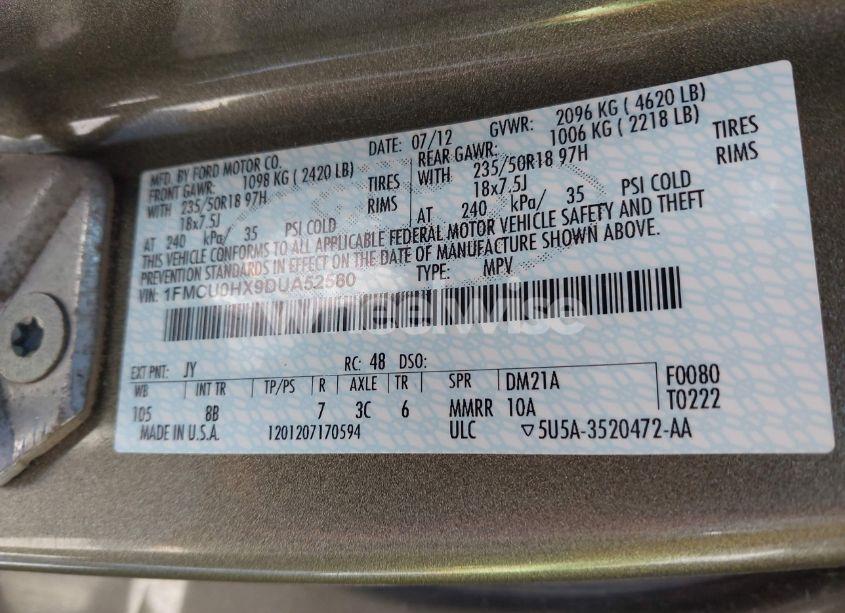 MFD. BY FORD MOTOR CO.
DATE: 07/12 GVWR: 2096 KG ( 4620 LB)
FRONT GAWR: 1098 KG ( 2420 LB) REAR GAWR: 1006 KG ( 2218 LB)
WITH 235/50R18 97H TIRES WITH 235/50R18 97H TIRES
18x7.5J RIMS 18x7.5J RIMS
AT 240 kPa/ 35 PSI COLD AT 240 kPa/ 35 PSI COLD
THIS VEHICLE CONFORMS TO ALL APPLICABLE FEDERAL MOTOR VEHICLE SAFETY AND THEFT
PREVENTION STANDARDS IN EFFECT ON THE DATE OF MANUFACTURE SHOWN ABOVE.
VIN: 1FMCU0HX9DUA52580 TYPE: MPV
EXT PNT: JY RC: 48 DSO:
WB INT TR TP/PS R AXLE TR SPR DM21A F0080
105 8B 7 3C 6 MMRR 10A T0222
MADE IN U.S.A. 1201207170594 ULC ▽5U5A-3520472-AA